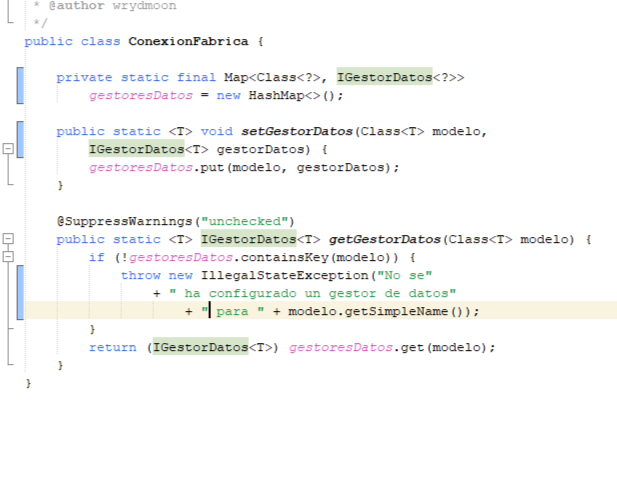 * @author wrydmoon
*/
public class ConexionFabrica {
private static final Map<Class<?>, IGestorDatos<?>>
gestoresDatos = new HashMap<>();
public static <T> void setGestorDatos(Class<T> modelo,
IGestorDatos<T> gestorDatos) {
gestoresDatos.put(modelo, gestorDatos);
}
@SuppressWarnings("unchecked")
public static <T> IGestorDatos<T> getGestorDatos(Class<T> modelo) {
if (!gestoresDatos.containsKey(modelo)) {
throw new IllegalStateException("No se"
+ " ha configurado un gestor de datos"
+ " para " + modelo.getSimpleName());
}
return (IGestorDatos<T>) gestoresDatos.get(modelo);
}
}